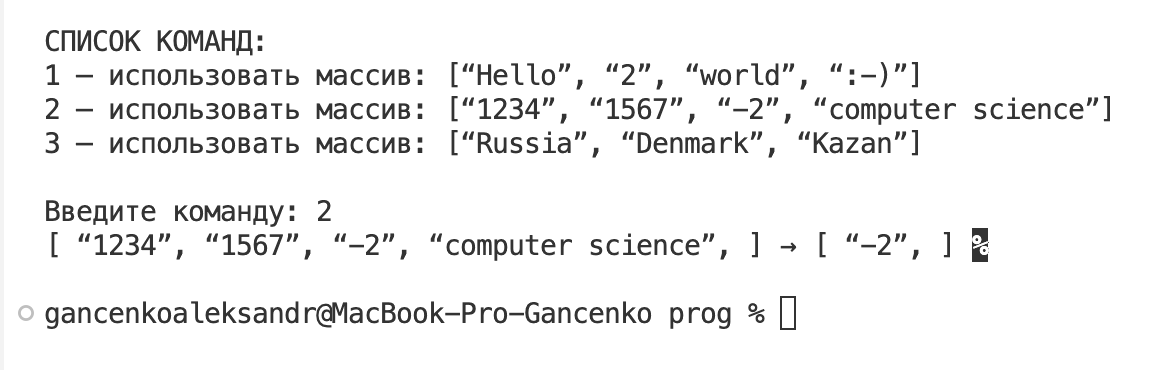 СПИСОК КОМАНД:
1 – использовать массив: [“Hello”, “2”, “world”, “:-)”]
2 – использовать массив: [“1234”, “1567”, “-2”, “computer science”]
3 – использовать массив: [“Russia”, “Denmark”, “Kazan”]
Введите команду: 2
[ “1234”, “1567”, “-2”, “computer science”, ] → [ “-2”, ] %
gancenkoaleksandr@MacBook-Pro-Gancenko prog %